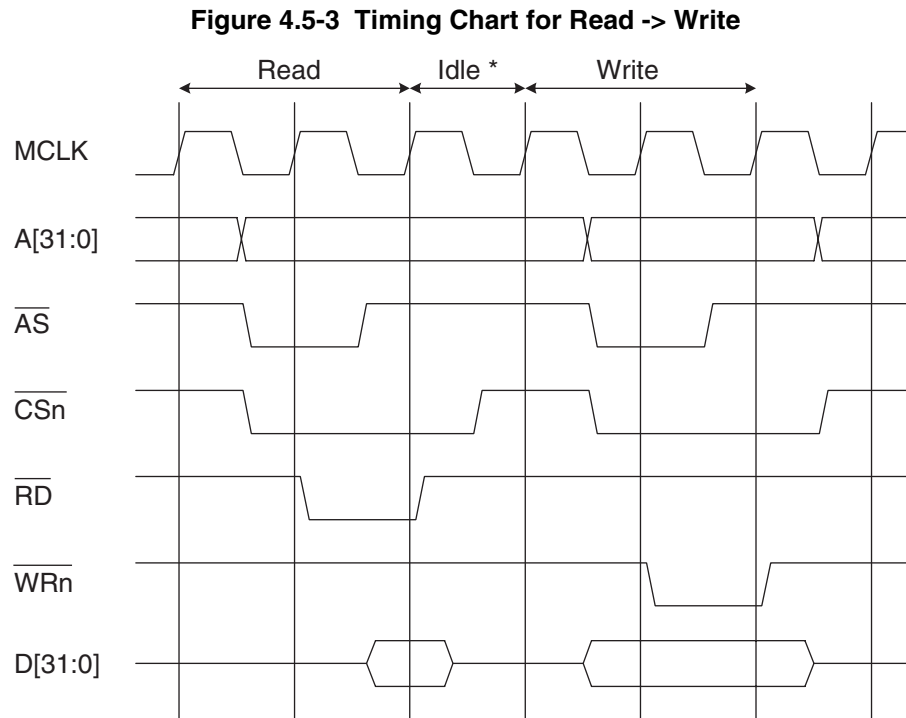 Figure 4.5-3  Timing Chart for Read -> Write
Read Idle * Write
MCLK
A[31:0]
AS
CSn
RD
WRn
D[31:0]